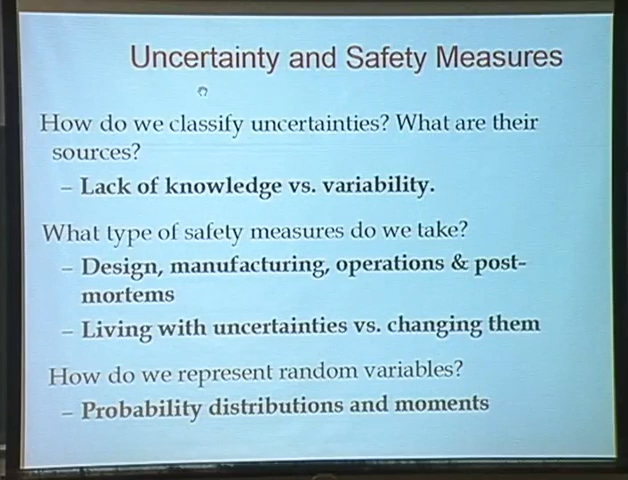 Uncertainty and Safety Measures
How do we classify uncertainties? What are their
sources?
– Lack of knowledge vs. variability.
What type of safety measures do we take?
– Design, manufacturing, operations & post-
mortems
– Living with uncertainties vs. changing them
How do we represent random variables?
– Probability distributions and moments